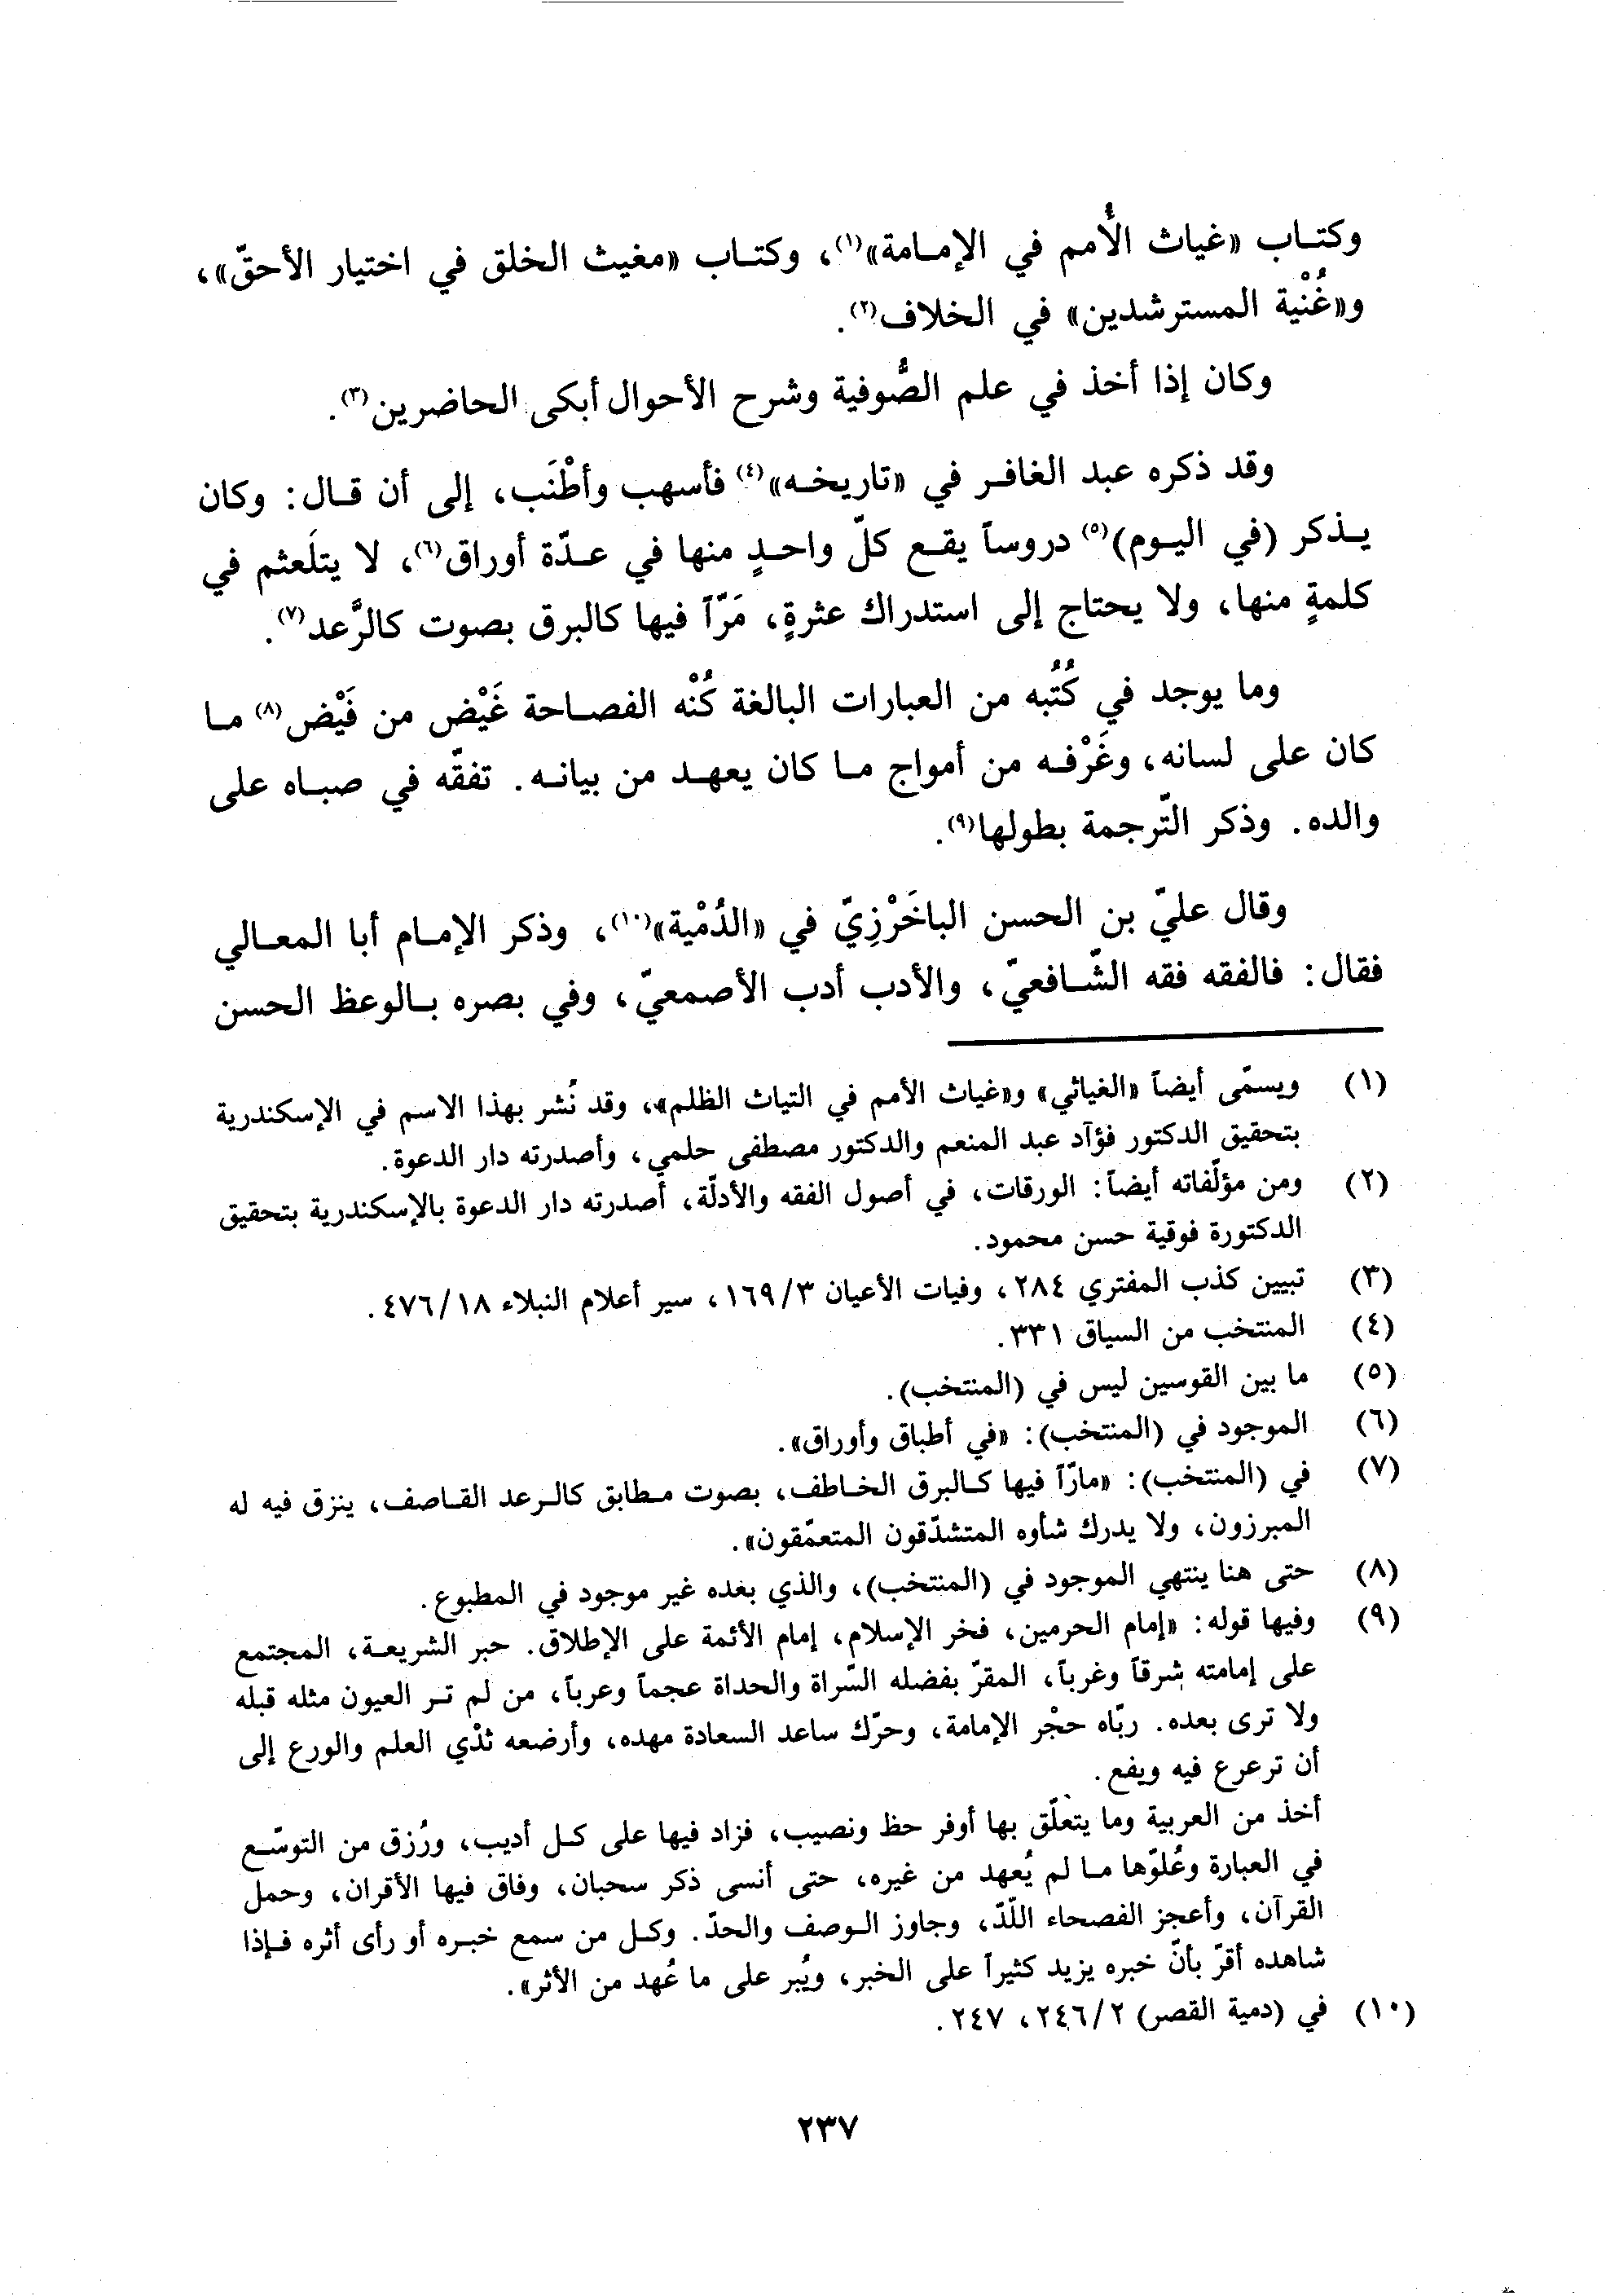 وكتاب «غياث الأُمم في الإمامة»(١)، وكتاب «مغيث الخلق في اختيار الأحقّ»،
و«غُنْية المسترشدين» في الخلاف(٢).
وكان إذا أخذ في علم الصُّوفية وشرح الأحوال أبكى الحاضرين(٣).
وقد ذكره عبد الغافر في «تاريخه»(٤) فأسهب وأطْنَب، إلى أن قال: وكان
يذكر (في اليوم)(٥) دروساً يقع كلّ واحدٍ منها في عدّة أوراق(٦)، لا يتلَعثم في
كلمةٍ منها، ولا يحتاج إلى استدراك عثرةٍ، مَرّاً فيها كالبرق بصوت كالرَّعد(٧).
وما يوجد في كُتُبه من العبارات البالغة كُنْه الفصاحة غَيْض من فَيْض(٨) ما
كان على لسانه، وغَرْفه من أمواج ما كان يعهد من بيانه. تفقّه في صباه على
والده. وذكر التّرجمة بطولها(٩).
وقال عليّ بن الحسن الباخَرْزِيّ في «الدُمْية»(١٠)، وذكر الإمام أبا المعالي
فقال: فالفقه فقه الشّافعيّ، والأدب أدب الأصمعيّ، وفي بصره بالوعظ الحسن
(١) ويسمّى أيضاً «الغياثي» و«غياث الأمم في التياث الظلم»، وقد نُشر بهذا الاسم في الإسكندرية
بتحقيق الدكتور فؤآد عبد المنعم والدكتور مصطفى حلمي، وأصدرته دار الدعوة.
(٢) ومن مؤلّفاته أيضاً: الورقات، في أصول الفقه والأدلّة، أصدرته دار الدعوة بالإسكندرية بتحقيق
الدكتورة فوقية حسن محمود.
(٣) تبيين كذب المفتري ٢٨٤، وفيات الأعيان ٣/١٦٩، سير أعلام النبلاء ١٨/٤٧٦.
(٤) المنتخب من السياق ٣٣١.
(٥) ما بين القوسين ليس في (المنتخب).
(٦) الموجود في (المنتخب): «في أطباق وأوراق».
(٧) في (المنتخب): «مارّاً فيها كالبرق الخاطف، بصوت مطابق كالرعد القاصف، ينزق فيه له
المبرزون، ولا يدرك شأوه المتشدّقون المتعمّقون».
(٨) حتى هنا ينتهي الموجود في (المنتخب)، والذي بعده غير موجود في المطبوع.
(٩) وفيها قوله: «إمام الحرمين، فخر الإسلام، إمام الأئمة على الإطلاق. حبر الشريعة، المجتمع
على إمامته شرقاً وغرباً، المقرّ بفضله السّراة والحداة عجماً وعرباً، من لم تر العيون مثله قبله
ولا ترى بعده. ربّاه حجْر الإمامة، وحرّك ساعد السعادة مهده، وأرضعه ثدْي العلم والورع إلى
أن ترعرع فيه ويفع.
أخذ من العربية وما يتعلّق بها أوفر حظ ونصيب، فزاد فيها على كل أديب، ورُزق من التوسّع
في العبارة وعُلوّها ما لم يُعهد من غيره، حتى أنسى ذكر سحبان، وفاق فيها الأقران، وحمل
القرآن، وأعجز الفصحاء اللّدّ، وجاوز الوصف والحدّ. وكل من سمع خبره أو رأى أثره فإذا
شاهده أقرّ بأنّ خبره يزيد كثيراً على الخبر، ويُبر على ما عُهد من الأثر».
(١٠) في (دمية القصر) ٢/٢٤٦، ٢٤٧.
٢٣٧